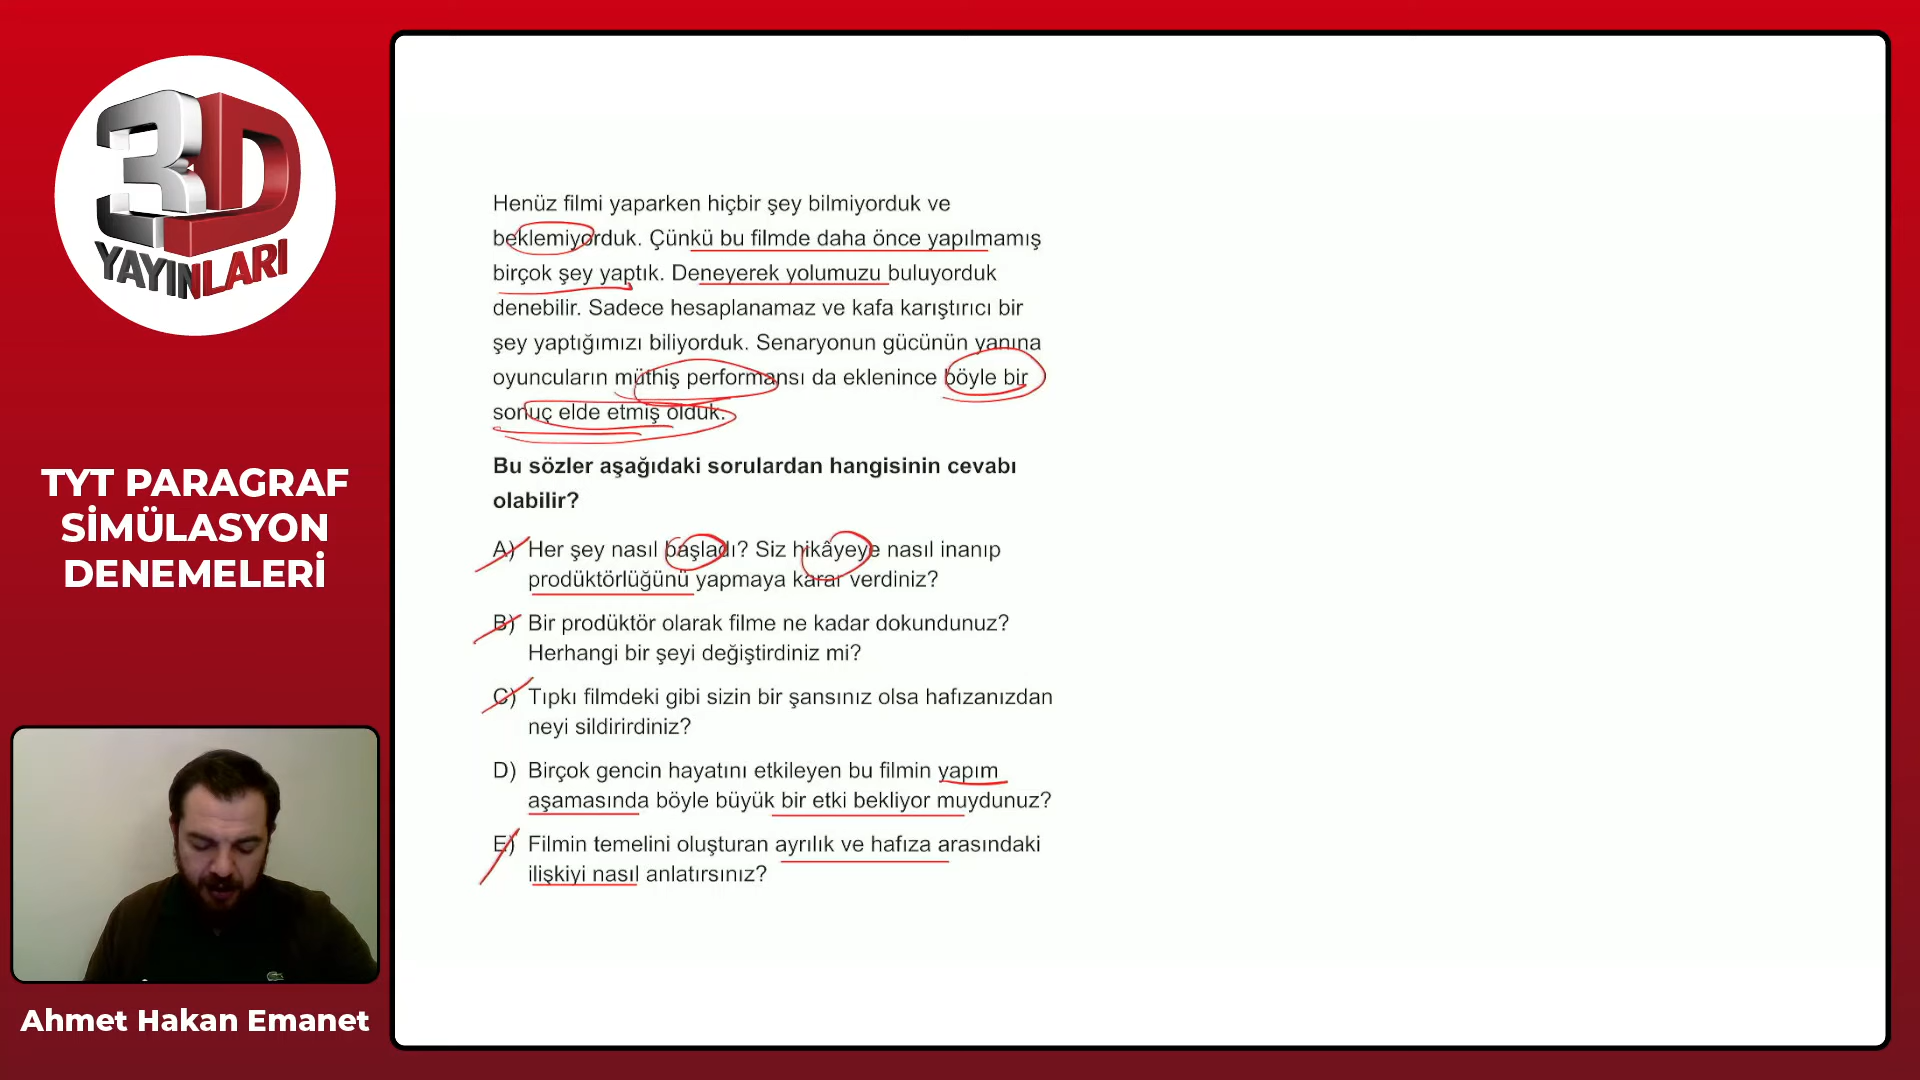 3D
YAYINLARI
TYT PARAGRAF
SİMÜLASYON
DENEMELERİ
Ahmet Hakan Emanet
Henüz filmi yaparken hiçbir şey bilmiyorduk ve
beklemiyorduk. Çünkü bu filmde daha önce yapılmamış
birçok şey yaptık. Deneyerek yolumuzu buluyorduk
denebilir. Sadece hesaplanamaz ve kafa karıştırıcı bir
şey yaptığımızı biliyorduk. Senaryonun gücünün yanına
oyuncuların müthiş performansı da eklenince böyle bir
sonuç elde etmiş olduk.
Bu sözler aşağıdaki sorulardan hangisinin cevabı
olabilir?
A) Her şey nasıl başladı? Siz hikâyeye nasıl inanıp
prodüktörlüğünü yapmaya karar verdiniz?
B) Bir prodüktör olarak filme ne kadar dokundunuz?
Herhangi bir şeyi değiştirdiniz mi?
C) Tıpkı filmdeki gibi sizin bir şansınız olsa hafızanızdan
neyi sildirirdiniz?
D) Birçok gencin hayatını etkileyen bu filmin yapım
aşamasında böyle büyük bir etki bekliyor muydunuz?
E) Filmin temelini oluşturan ayrılık ve hafıza arasındaki
ilişkiyi nasıl anlatırsınız?